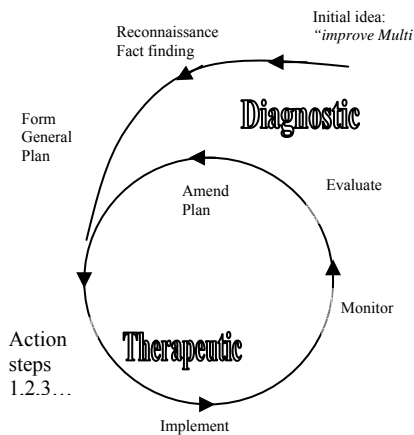 Initial idea:
“improve Multi
Reconnaissance
Fact finding
Diagnostic
Form
General
Plan
Amend
Plan
Evaluate
Monitor
Therapeutic
Action
steps
1.2.3…
Implement